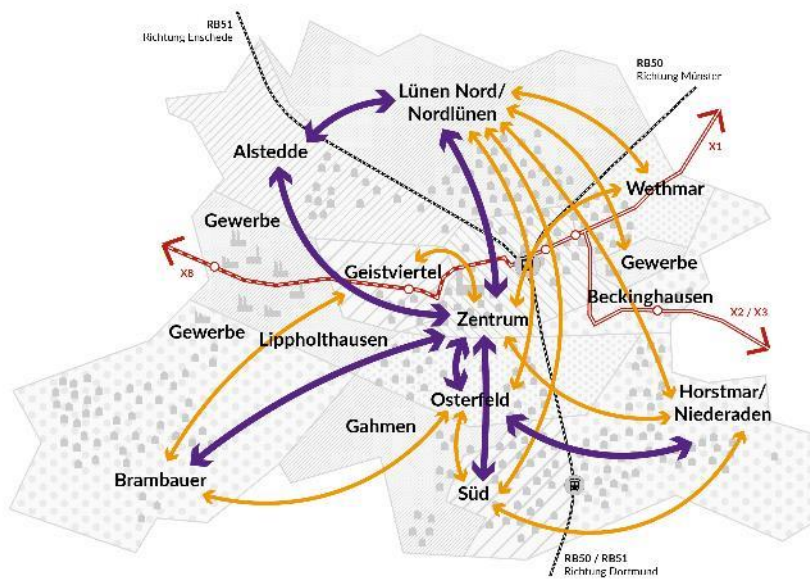 RB51
Richtung Enschede
RB50
Richtung Münster
Lünen Nord/
Nordlünen
X1
Alstedde
Wethmar
Gewerbe
X8
Geistviertel
Gewerbe
Beckinghausen
X2 / X3
Zentrum
Gewerbe
Lippholthausen
Osterfeld
Horstmar/
Niederaden
Gahmen
Brambauer
Süd
RB50 / RB51
Richtung Dortmund